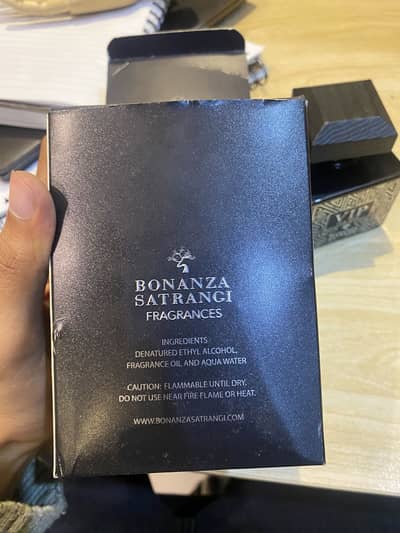 BONANZA
SATRANGI
FRAGRANCES
INGREDIENTS
DENATURED ETHYL ALCOHOL,
FRAGRANCE OIL AND AQUA WATER
CAUTION: FLAMMABLE UNTIL DRY.
DO NOT USE NEAR FIRE FLAME OR HEAT.
WWW.BONANZASATRANGI.COM
VIP